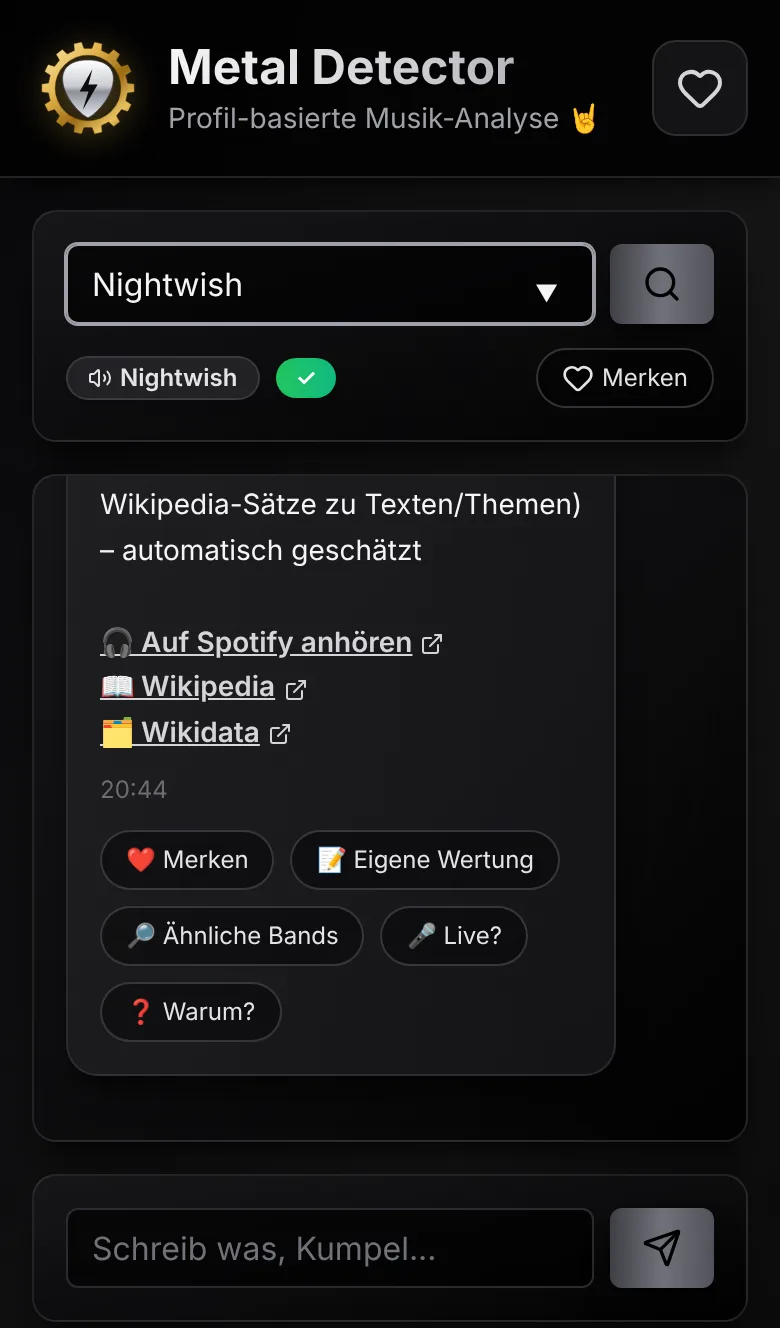 Metal Detector
Profil-basierte Musik-Analyse 🤘
Nightwish
Nightwish
Merken
Wikipedia-Sätze zu Texten/Themen)
– automatisch geschätzt
🎧 Auf Spotify anhören
📖 Wikipedia
🗂️ Wikidata
20:44
❤️ Merken
📝 Eigene Wertung
🔎 Ähnliche Bands
🎤 Live?
❓ Warum?
Schreib was, Kumpel...